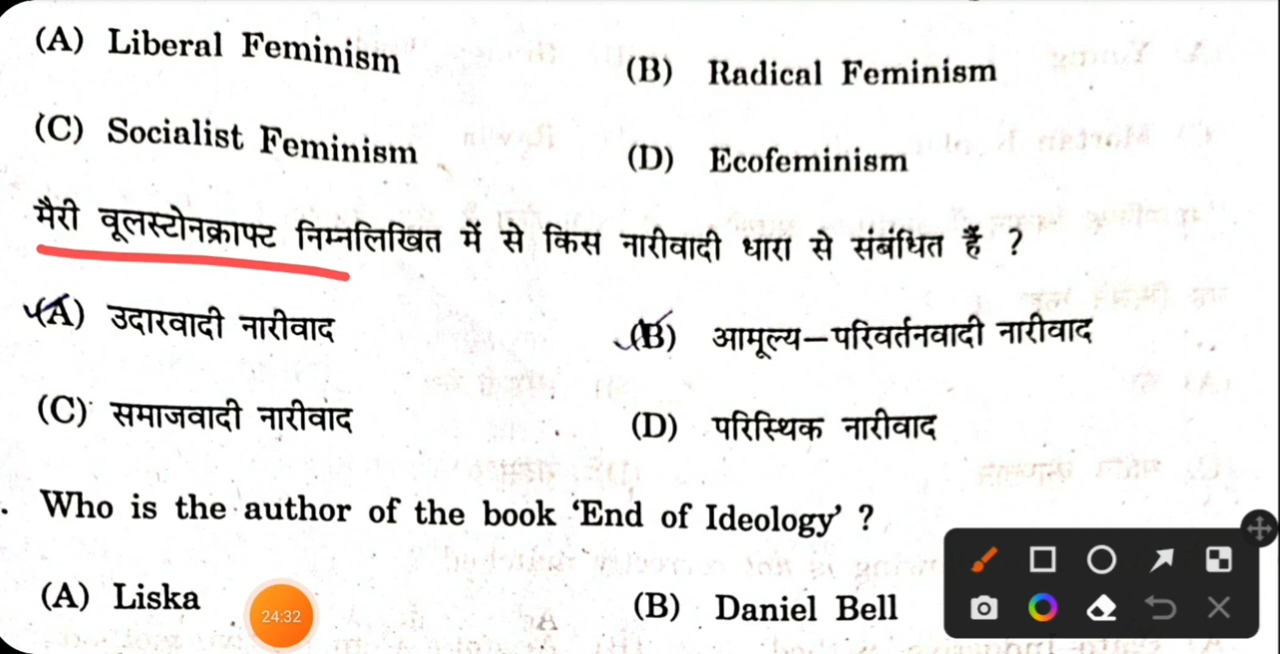 (A) Liberal Feminism
(B) Radical Feminism
(C) Socialist Feminism
(D) Ecofeminism
मैरी वूलस्टोनक्राफ्ट निम्नलिखित में से किस नारीवादी धारा से संबंधित हैं ?
(A) उदारवादी नारीवाद
(B) आमूल्य–परिवर्तनवादी नारीवाद
(C) समाजवादी नारीवाद
(D) परिस्थिक नारीवाद
. Who is the author of the book ‘End of Ideology’ ?
(A) Liska
(B) Daniel Bell
24:32